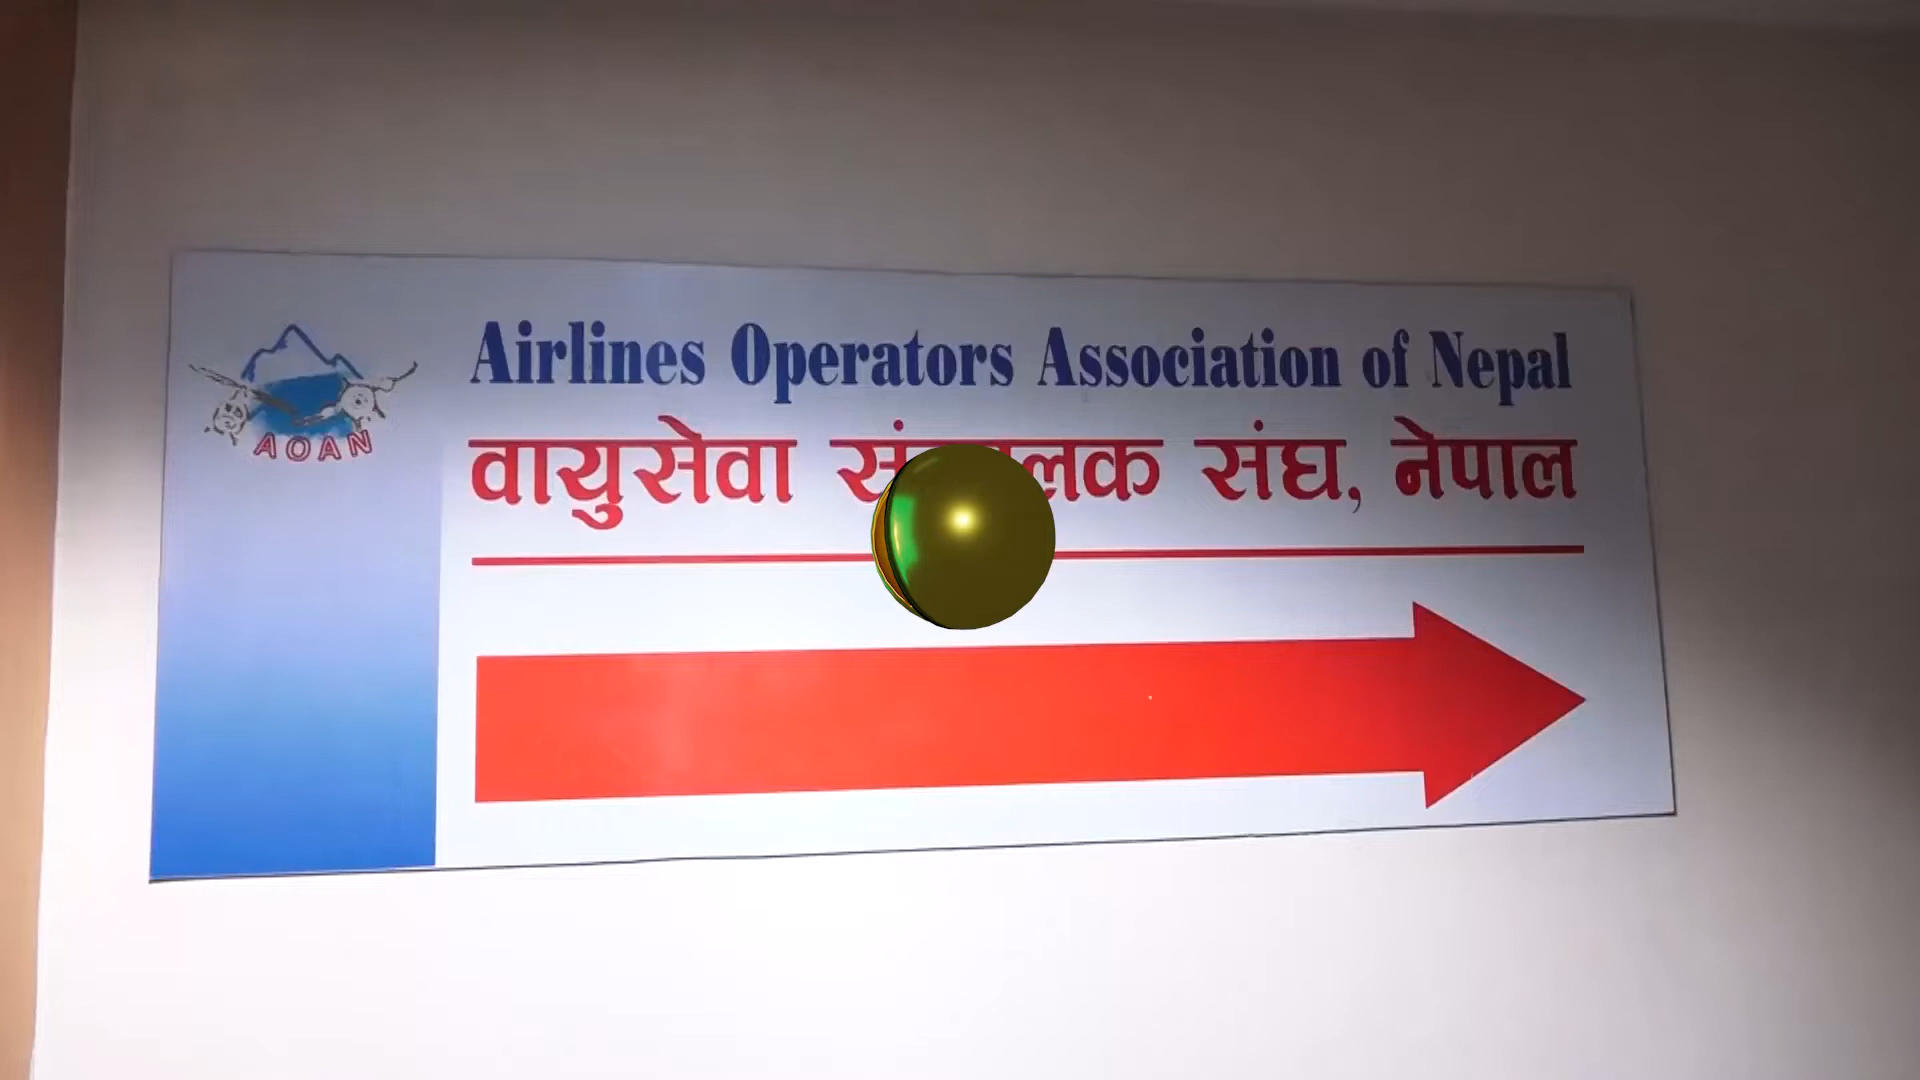 AOAN
Airlines Operators Association of Nepal
वायुसेवा संघ, नेपाल